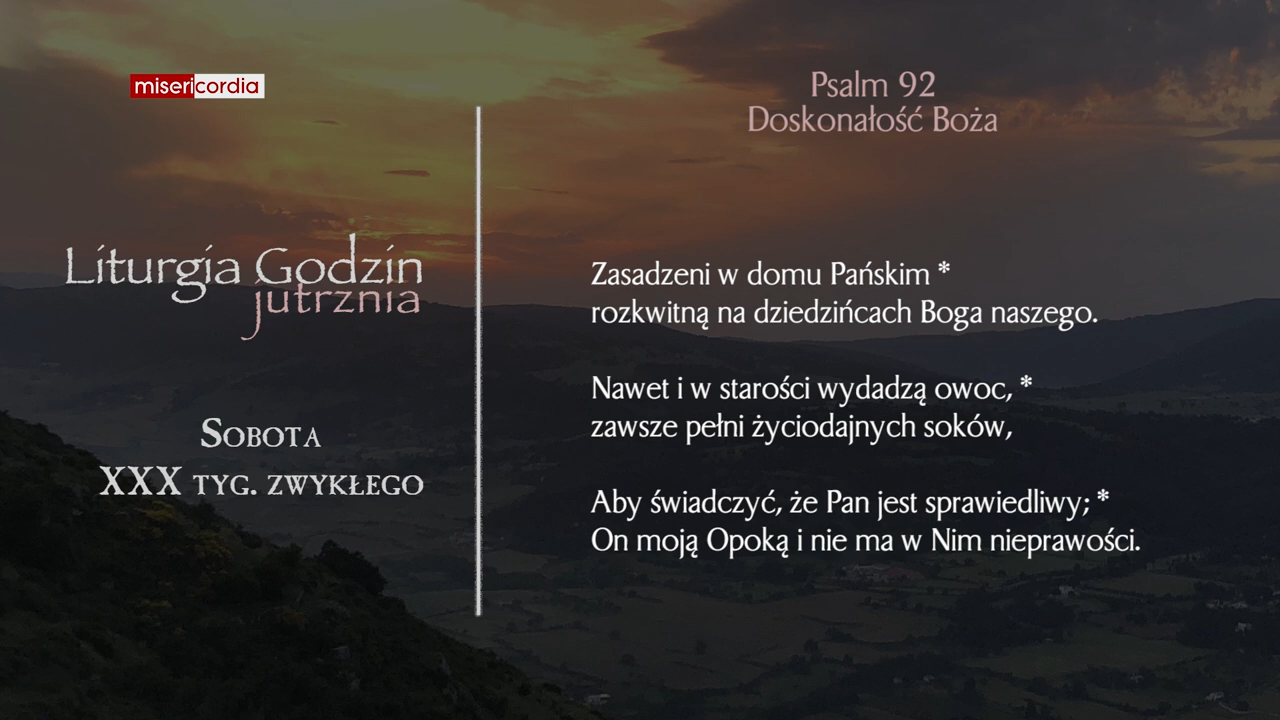 misericordia
Liturgia Godzin
jutrznia
Sobota
XXX tyg. zwykłego
Psalm 92
Doskonałość Boża
Zasadzeni w domu Pańskim *
rozkwitną na dziedzińcach Boga naszego.
Nawet i w starości wydadzą owoc, *
zawsze pełni życiodajnych soków,
Aby świadczyć, że Pan jest sprawiedliwy; *
On moją Opoką i nie ma w Nim nieprawości.